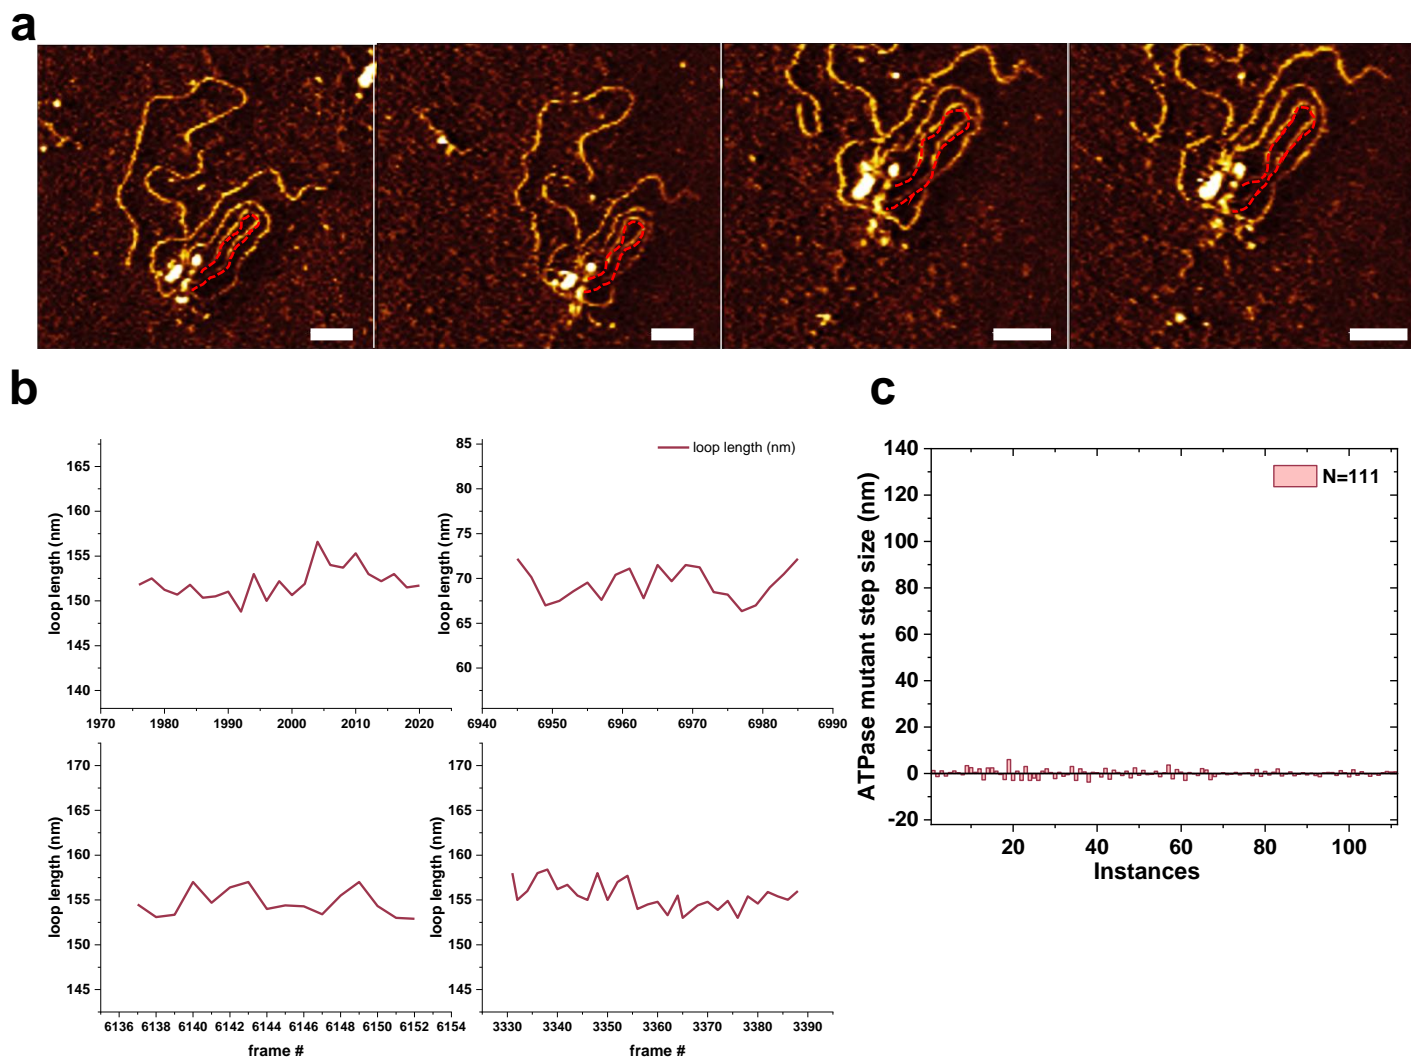 a
b
c
165
160
155
150
145
140
loop length (nm)
1970 1980 1990 2000 2010 2020
85
80
75
70
65
60
loop length (nm)
loop length (nm)
6940 6950 6960 6970 6980 6990
170
165
160
155
150
145
loop length (nm)
6136 6138 6140 6142 6144 6146 6148 6150 6152 6154
frame #
170
165
160
155
150
145
loop length (nm)
3330 3340 3350 3360 3370 3380 3390
frame #
140
120
100
80
60
40
20
0
-20
ATPase mutant step size (nm)
N=111
20 40 60 80 100
Instances